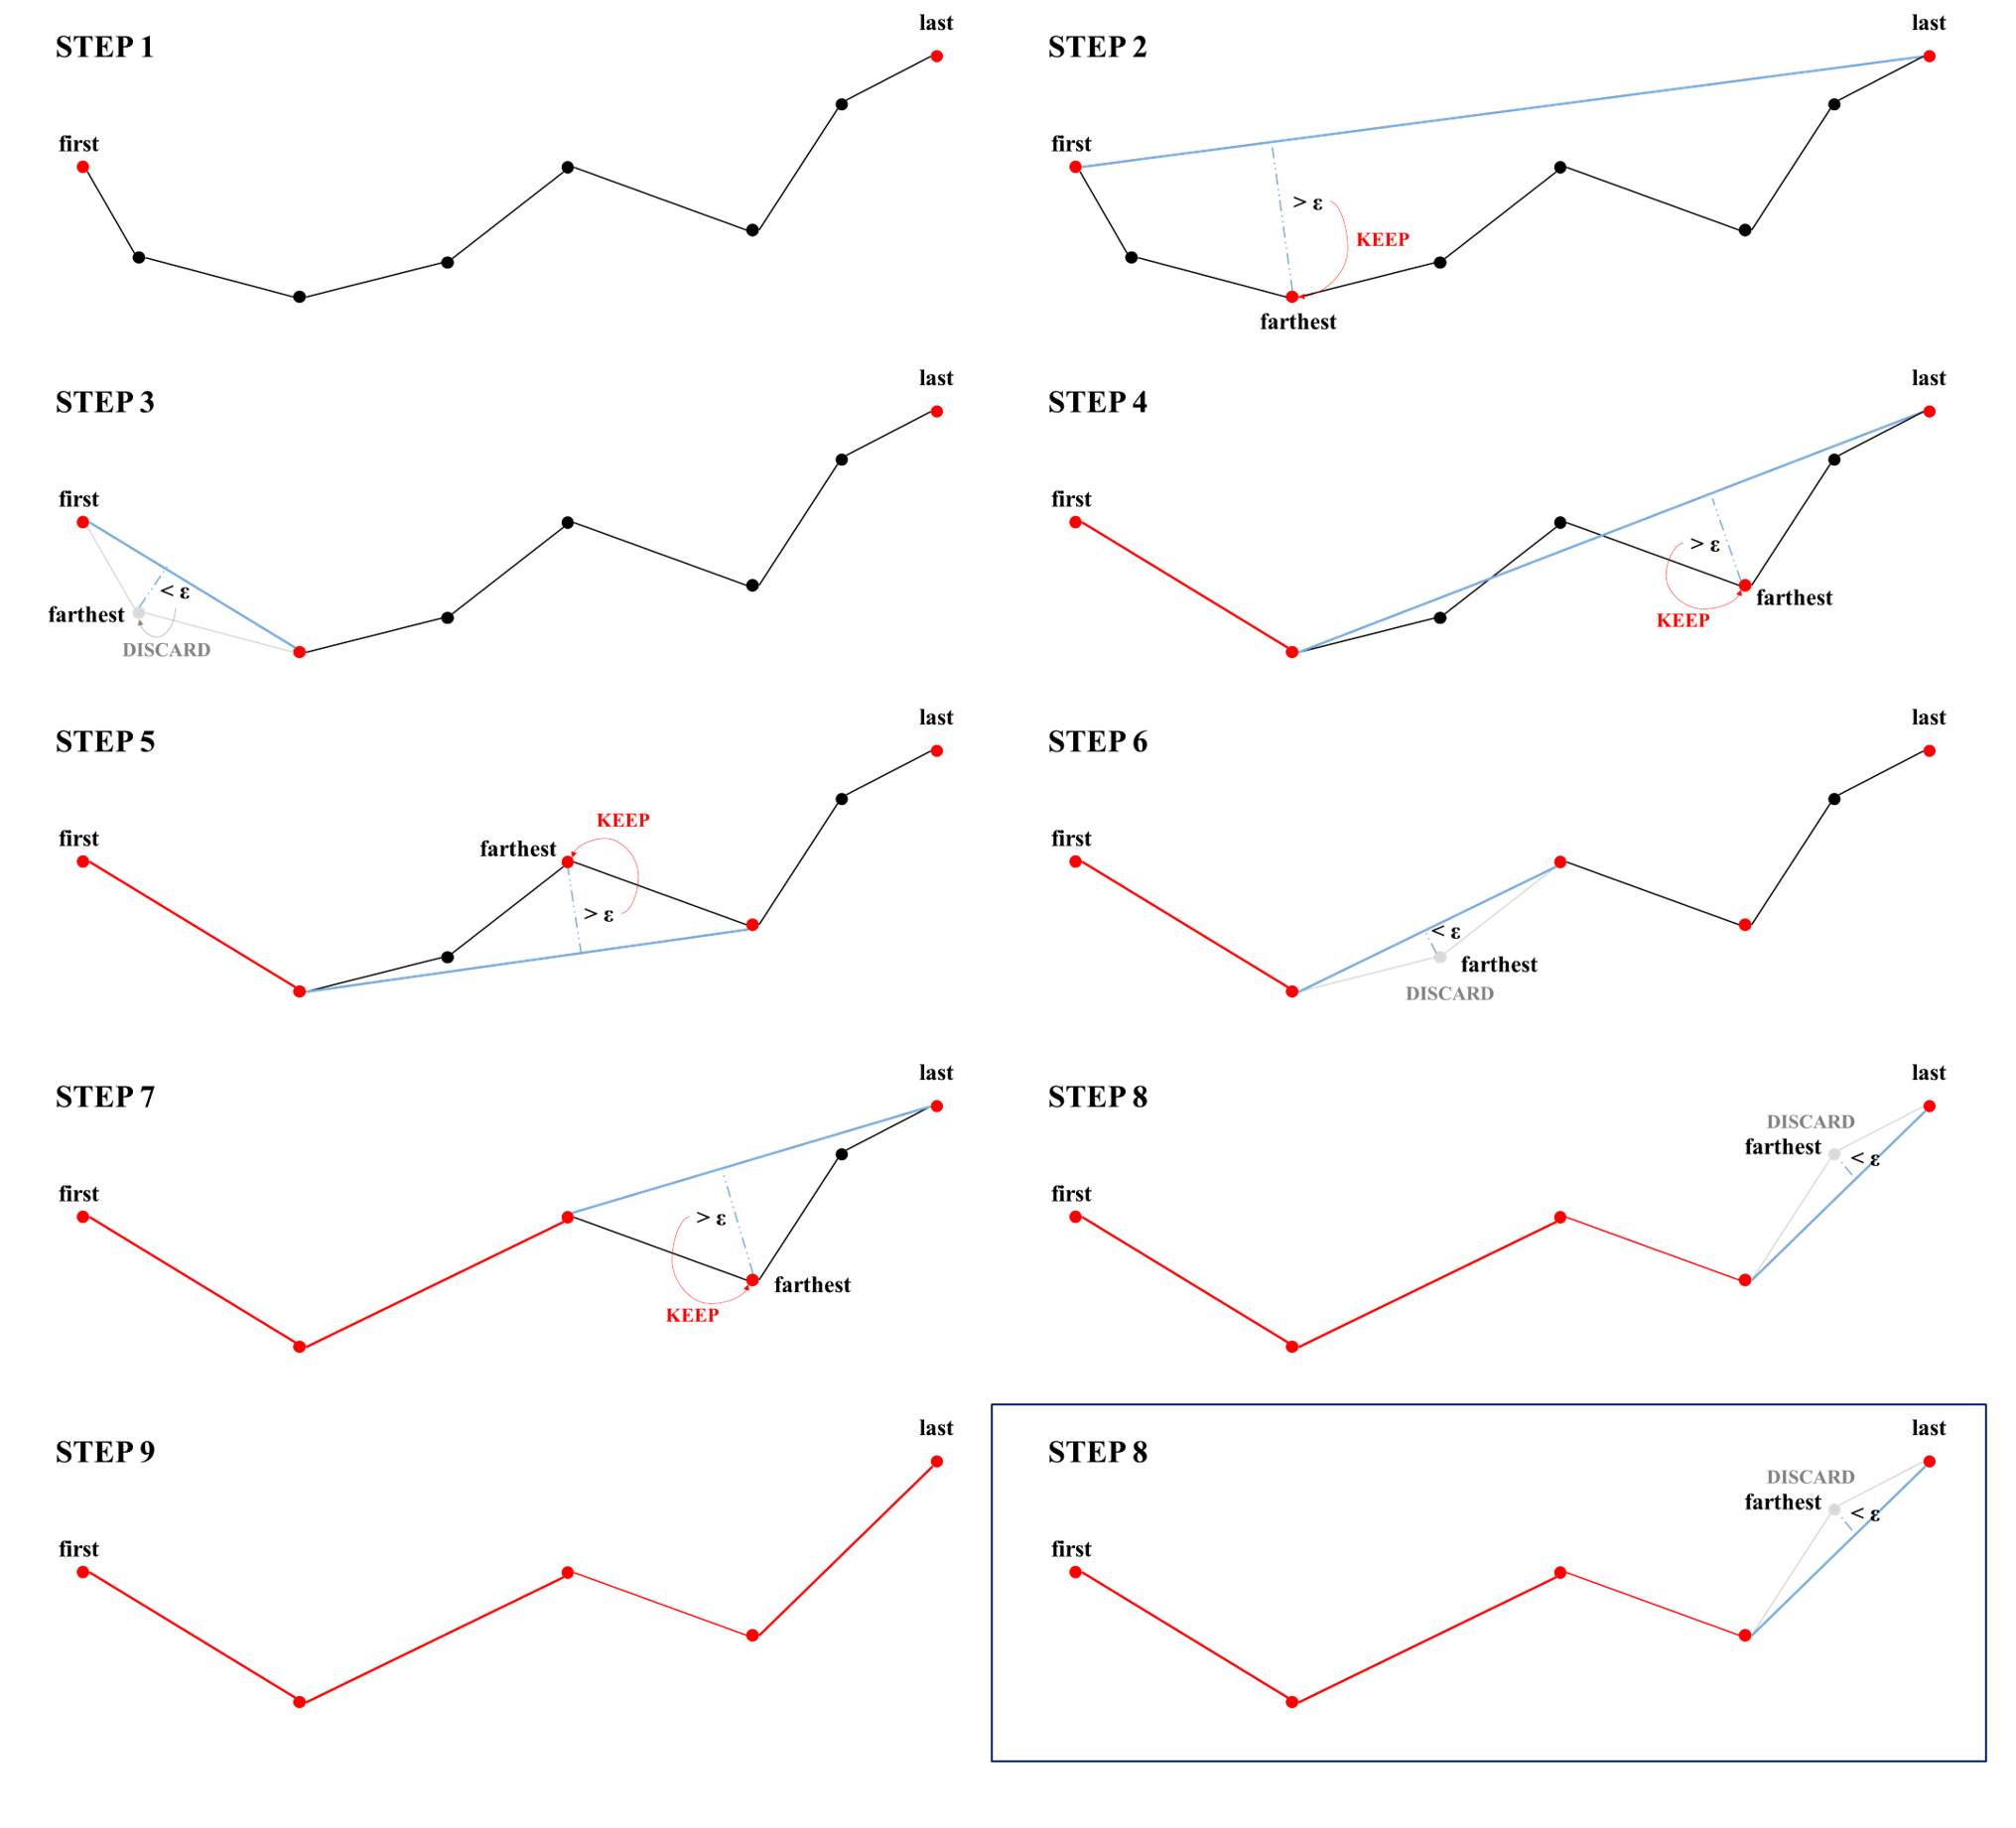 STEP 1
last
first
STEP 2
last
first
> ε
KEEP
farthest
STEP 3
last
first
< ε
farthest
DISCARD
STEP 4
last
first
> ε
farthest
KEEP
STEP 5
last
KEEP
first
farthest
> ε
STEP 6
last
first
< ε
farthest
DISCARD
STEP 7
last
first
> ε
farthest
KEEP
STEP 8
last
DISCARD
farthest
< ε
first
STEP 9
last
first
STEP 8
last
DISCARD
farthest
< ε
first